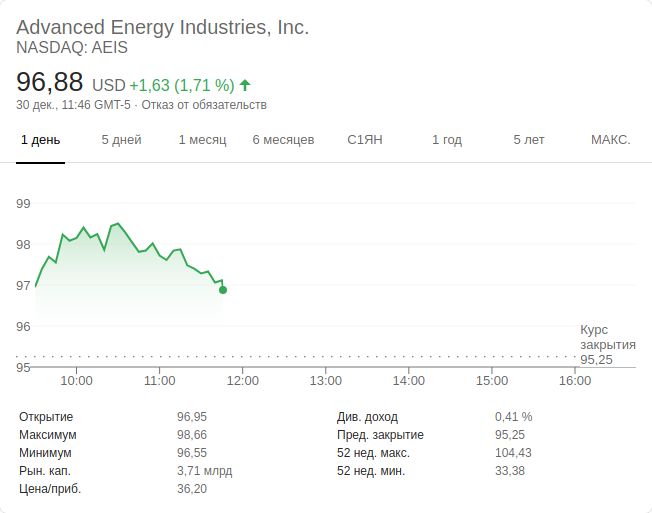 Advanced Energy Industries, Inc.
NASDAQ: AEIS
96,88 USD +1,63 (1,71 %)
30 дек., 11:46 GMT-5 · Отказ от обязательств
1 день 5 дней 1 месяц 6 месяцев С1ЯН 1 год 5 лет МАКС.
99
98
97
96
95
Курс
закрытия
95,25
10:00 11:00 12:00 13:00 14:00 15:00 16:00
Открытие 96,95 Див. доход 0,41 %
Максимум 98,66 Пред. закрытие 95,25
Минимум 96,55 52 нед. макс. 104,43
Рын. кап. 3,71 млрд 52 нед. мин. 33,38
Цена/приб. 36,20